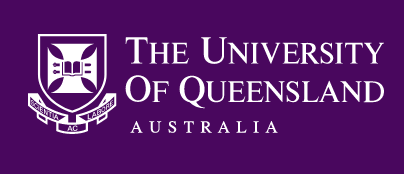 THE UNIVERSITY
OF QUEENSLAND
AUSTRALIA
SCIENTIA
AC
LABORE